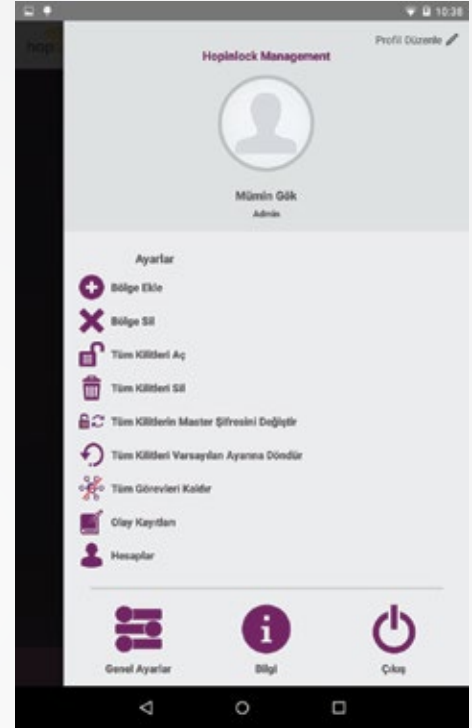 10:38
hop
Profil Düzenle
Hopinlock Management
Mümin Gök
Admin
Ayarlar
Bölge Ekle
Bölge Sil
Tüm Kilitleri Aç
Tüm Kilitleri Sil
Tüm Kilitlerin Master Şifresini Değiştir
Tüm Kilitleri Varsayılan Ayarına Döndür
Tüm Görevleri Kaldır
Olay Kayıtları
Hesaplar
Genel Ayarlar
Bilgi
Çıkış